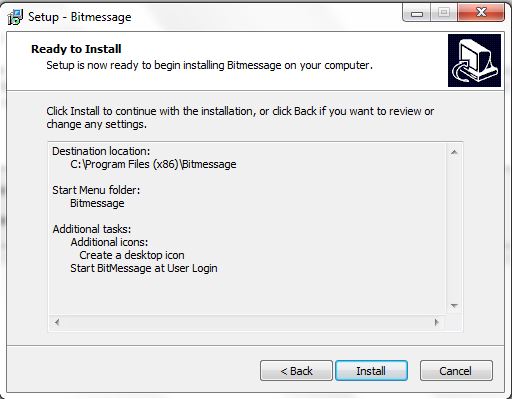 Setup - Bitmessage
Ready to Install
Setup is now ready to begin installing Bitmessage on your computer.
Click Install to continue with the installation, or click Back if you want to review or
change any settings.
Destination location:
C:\Program Files (x86)\Bitmessage
Start Menu folder:
Bitmessage
Additional tasks:
Additional icons:
Create a desktop icon
Start BitMessage at User Login
< Back Install Cancel